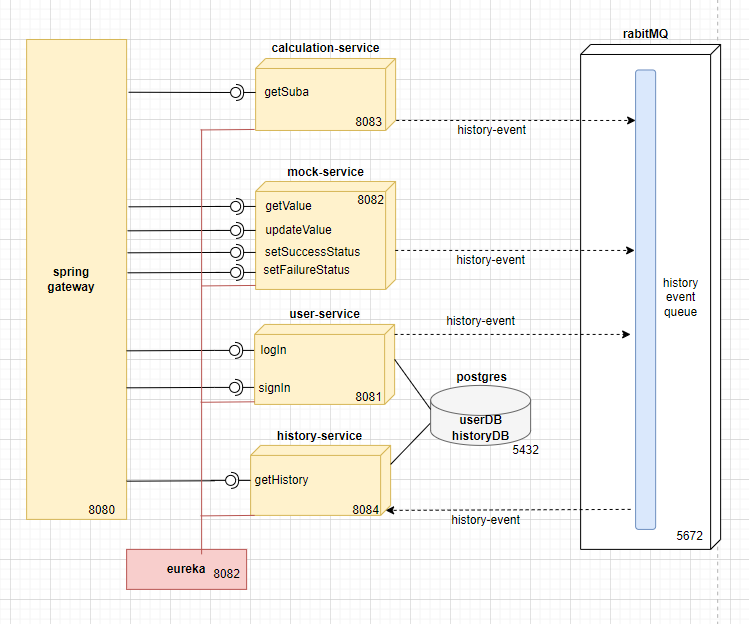 rabitMQ
calculation-service
getSuba
8083
history-event
mock-service
8082
getValue
updateValue
setSuccessStatus
setFailureStatus
history-event
spring
gateway
history
event
queue
user-service
history-event
logIn
signIn
8081
postgres
userDB
historyDB
5432
history-service
getHistory
8084
8080
history-event
5672
eureka
8082